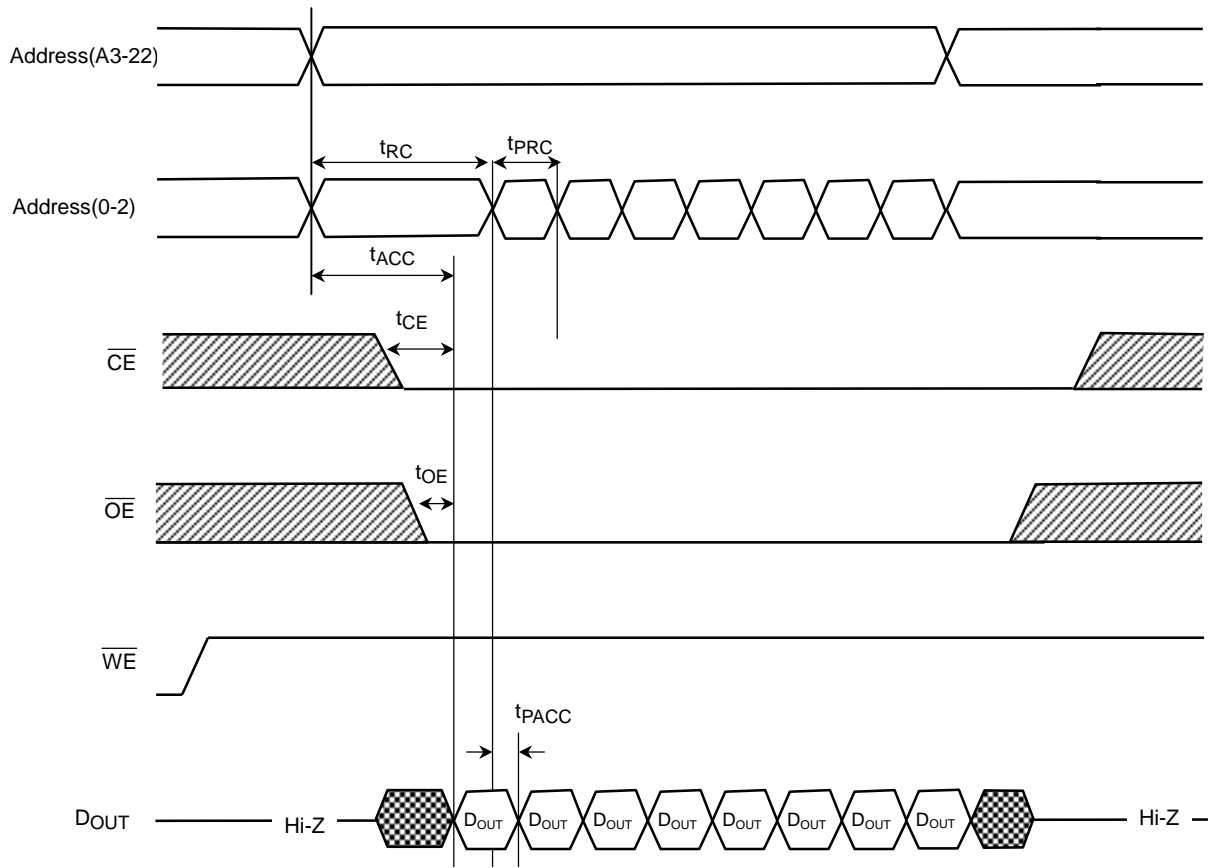 Address(A3-22)
tRC
tPRC
Address(0-2)
tACC
tCE
CE
tOE
OE
WE
tPACC
DOUT
Hi-Z
DOUT DOUT DOUT DOUT DOUT DOUT DOUT DOUT
Hi-Z